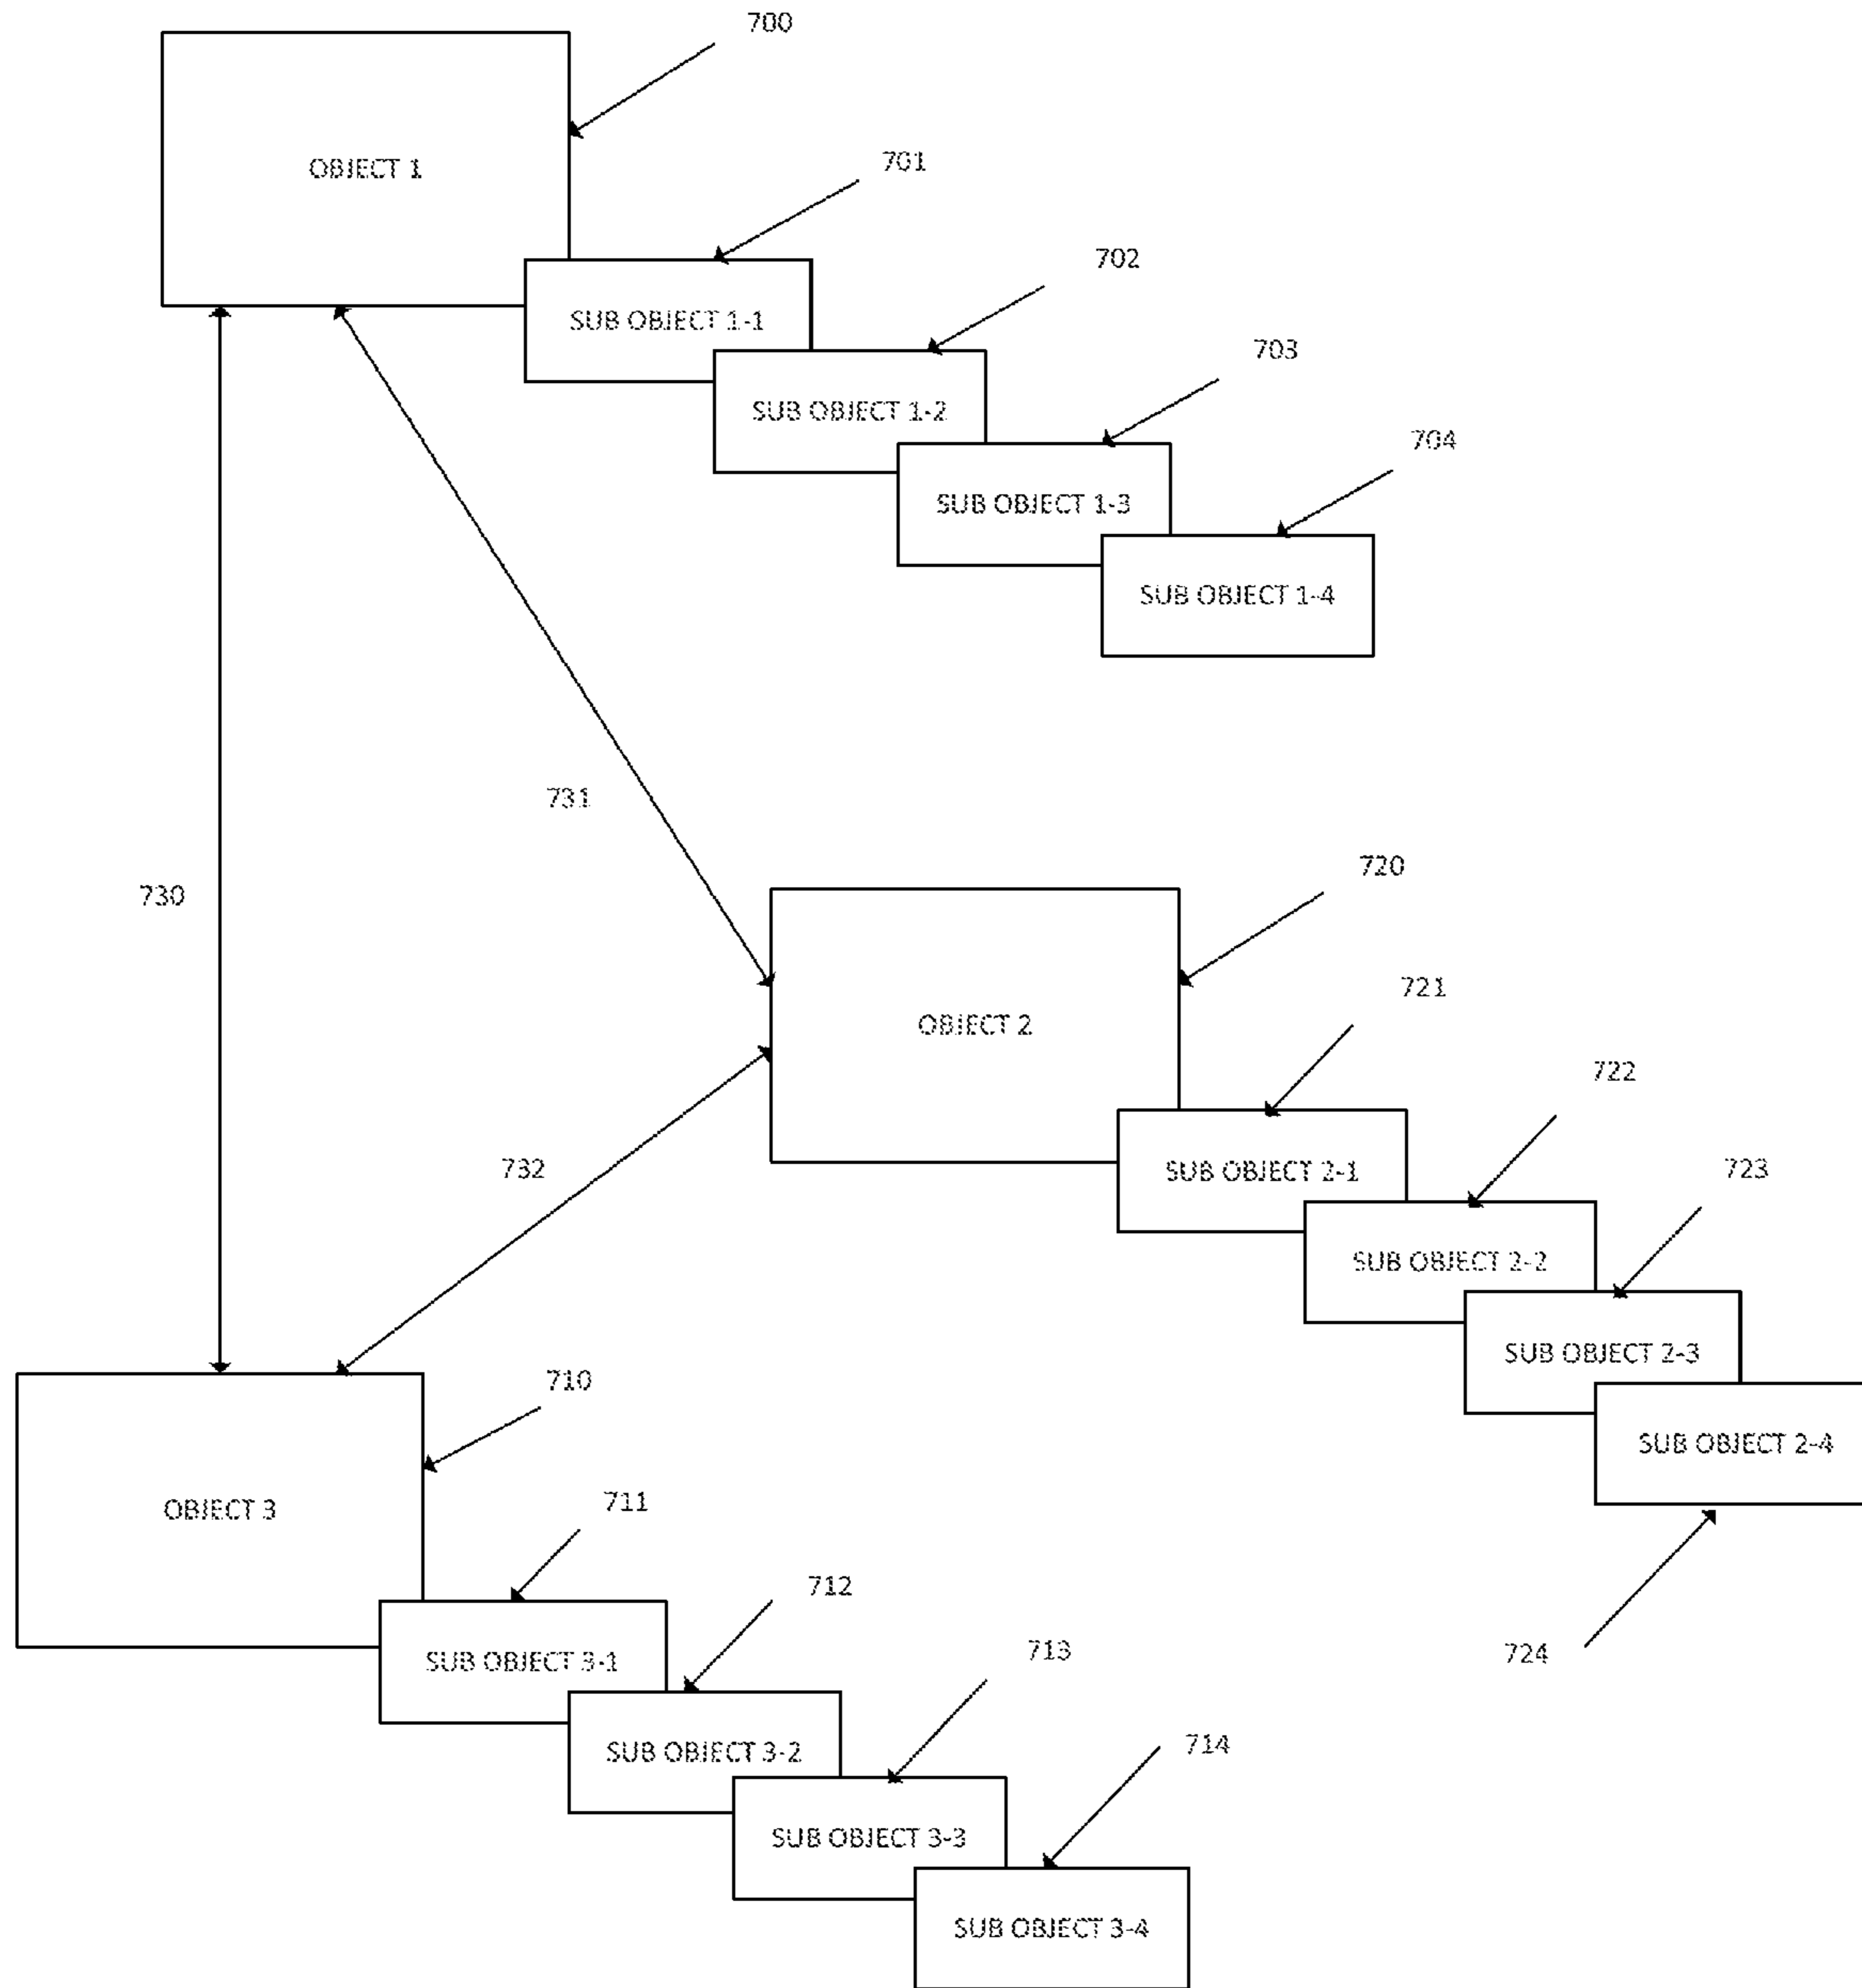 700
OBJECT 1
701
702
SUB OBJECT 1-1
703
SUB OBJECT 1-2
704
SUB OBJECT 1-3
SUB OBJECT 1-4
731
730
720
721
OBJECT 2
722
732
SUB OBJECT 2-1
723
SUB OBJECT 2-2
SUB OBJECT 2-3
710
SUB OBJECT 2-4
711
OBJECT 3
712
713
724
SUB OBJECT 3-1
714
SUB OBJECT 3-2
SUB OBJECT 3-3
SUB OBJECT 3-4